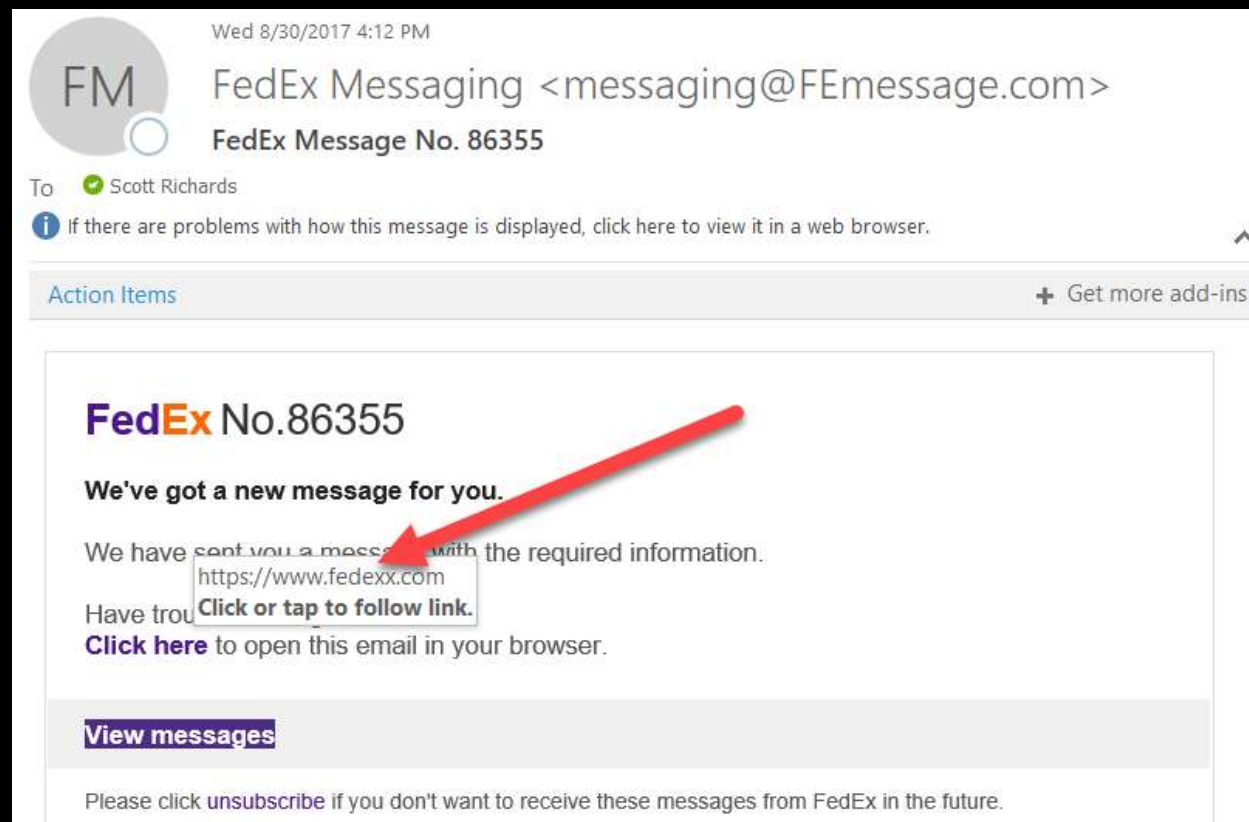 Wed 8/30/2017 4:12 PM
FM
FedEx Messaging <messaging@FEmessage.com>
FedEx Message No. 86355
To Scott Richards
If there are problems with how this message is displayed, click here to view it in a web browser.
Action Items + Get more add-ins
FedEx No.86355
We've got a new message for you.
We have sent you a message with the required information.
https://www.fedexx.com
Click or tap to follow link.
Have
Click here to open this email in your browser.
View messages
Please click unsubscribe if you don't want to receive these messages from FedEx in the future.